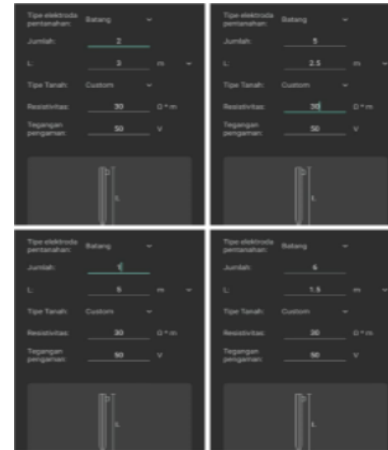 Tipe elektroda pentanahan: Batang
Jumlah: 2
L: 3 m
Tipe Tanah: Custom
Resistivitas: 30 Ω*m
Tegangan pengaman: 50 V
L
Tipe elektroda pentanahan: Batang
Jumlah: 5
L: 2.5 m
Tipe Tanah: Custom
Resistivitas: 30 Ω*m
Tegangan pengaman: 50 V
L
Tipe elektroda pentanahan: Batang
Jumlah: 1
L: 5 m
Tipe Tanah: Custom
Resistivitas: 30 Ω*m
Tegangan pengaman: 50 V
L
Tipe elektroda pentanahan: Batang
Jumlah: 6
L: 1.5 m
Tipe Tanah: Custom
Resistivitas: 30 Ω*m
Tegangan pengaman: 50 V
L